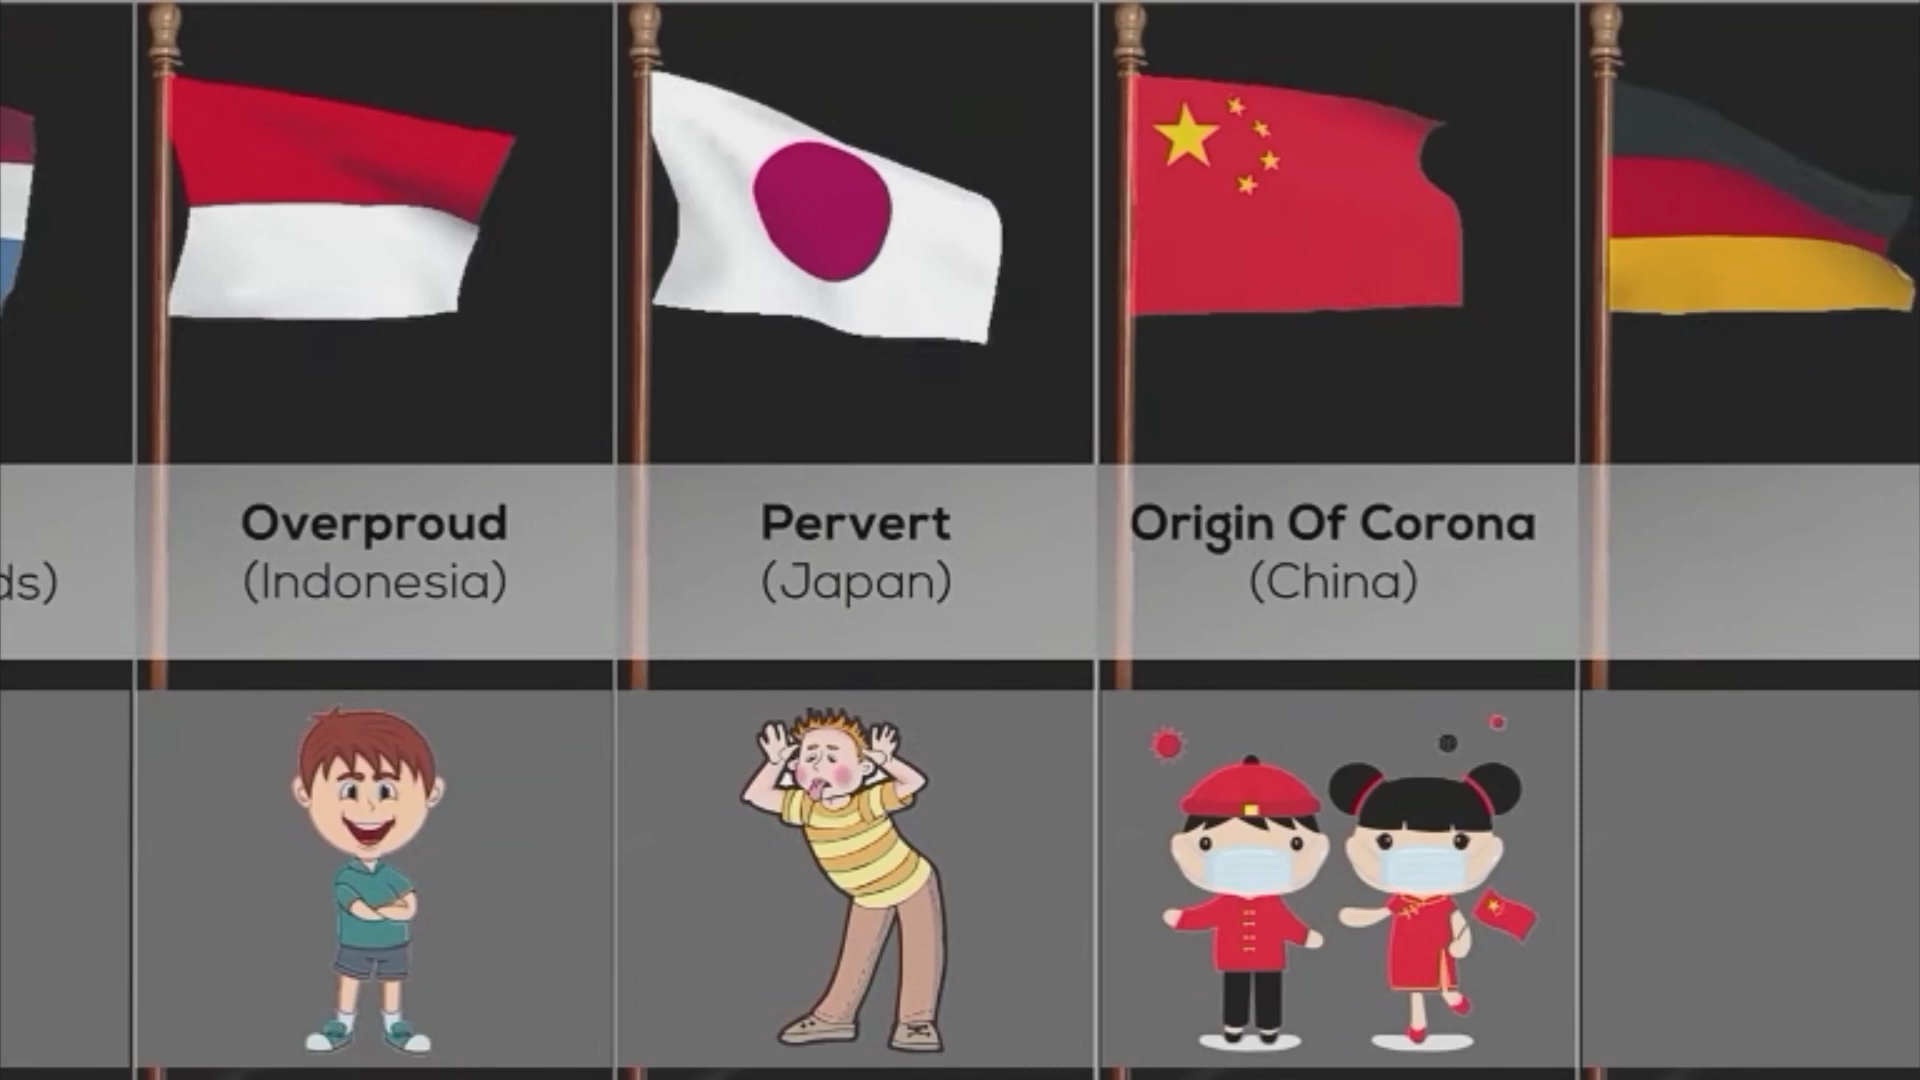 ds)
Overproud
(Indonesia)
Pervert
(Japan)
Origin Of Corona
(China)